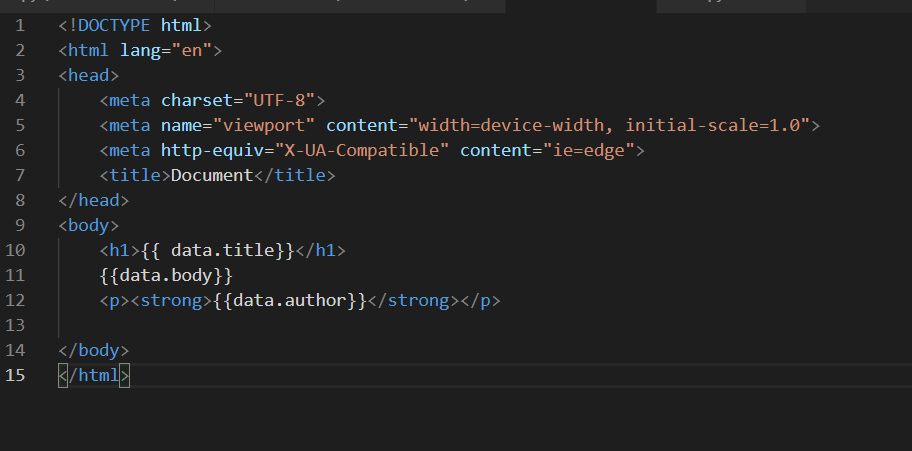 1 <!DOCTYPE html>
2 <html lang="en">
3 <head>
4     <meta charset="UTF-8">
5     <meta name="viewport" content="width=device-width, initial-scale=1.0">
6     <meta http-equiv="X-UA-Compatible" content="ie=edge">
7     <title>Document</title>
8 </head>
9 <body>
10     <h1>{{ data.title}}</h1>
11     {{data.body}}
12     <p><strong>{{data.author}}</strong></p>
13
14 </body>
15 </html>